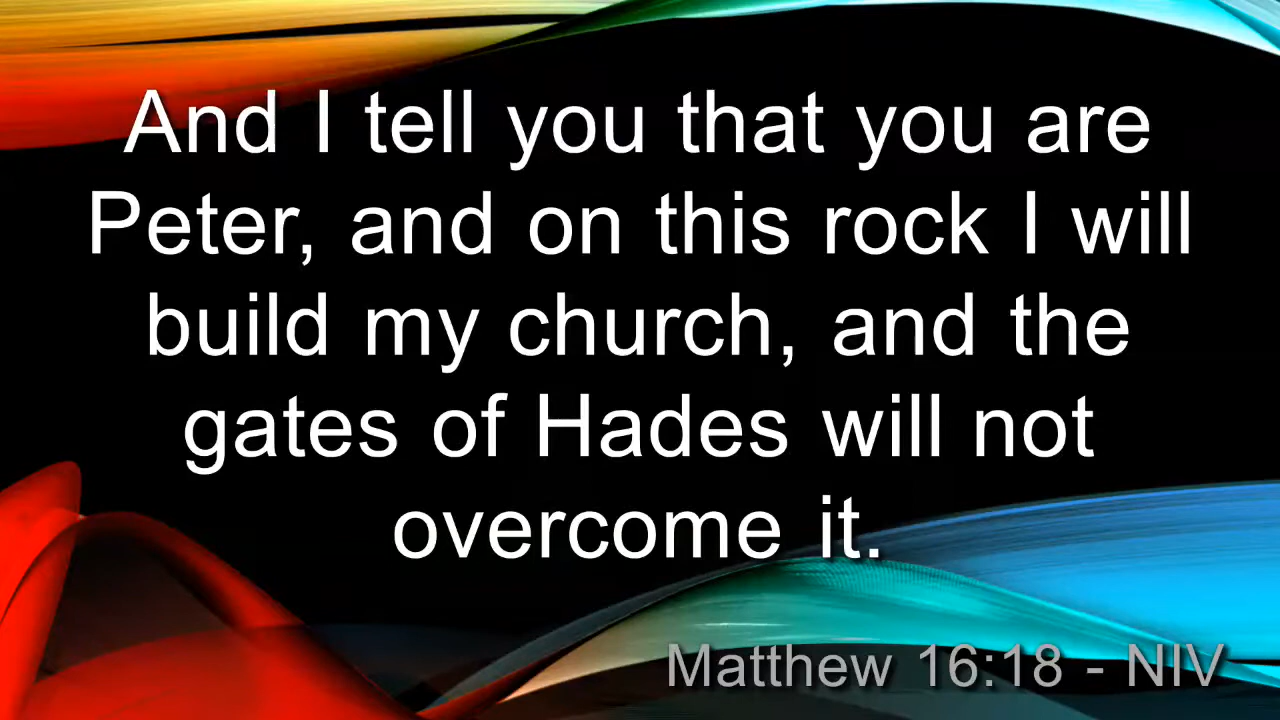 And I tell you that you are
Peter, and on this rock I will
build my church, and the
gates of Hades will not
overcome it.
Matthew 16:18 - NIV